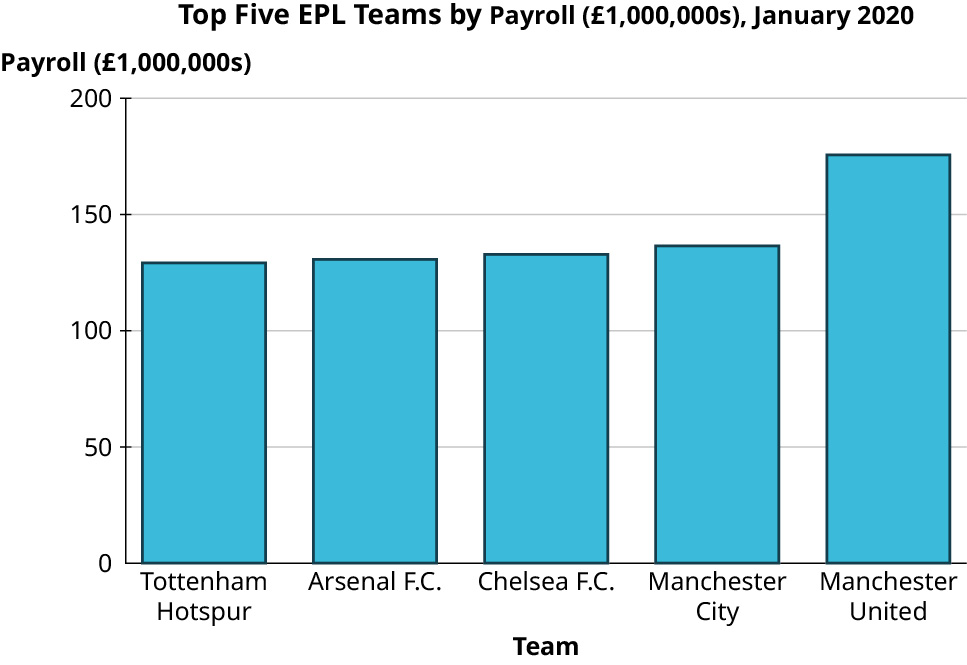 Top Five EPL Teams by Payroll (£1,000,000s), January 2020
Payroll (£1,000,000s)
200
150
100
50
0
Tottenham Hotspur
Arsenal F.C.
Chelsea F.C.
Manchester City
Manchester United
Team